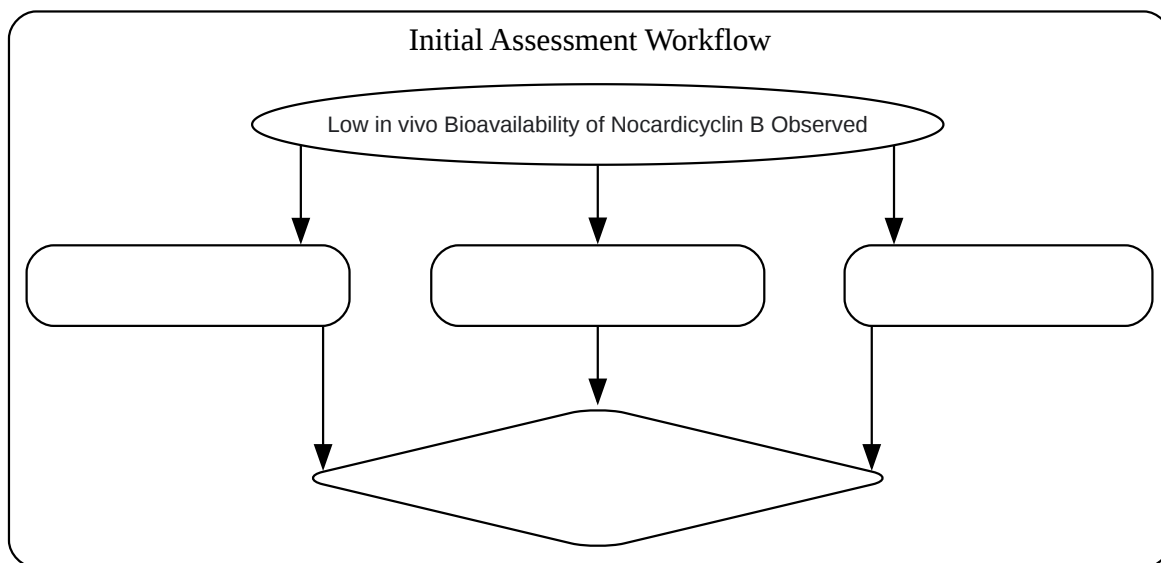 Initial Assessment Workflow
Low in vivo Bioavailability of Nocardicyclin B Observed